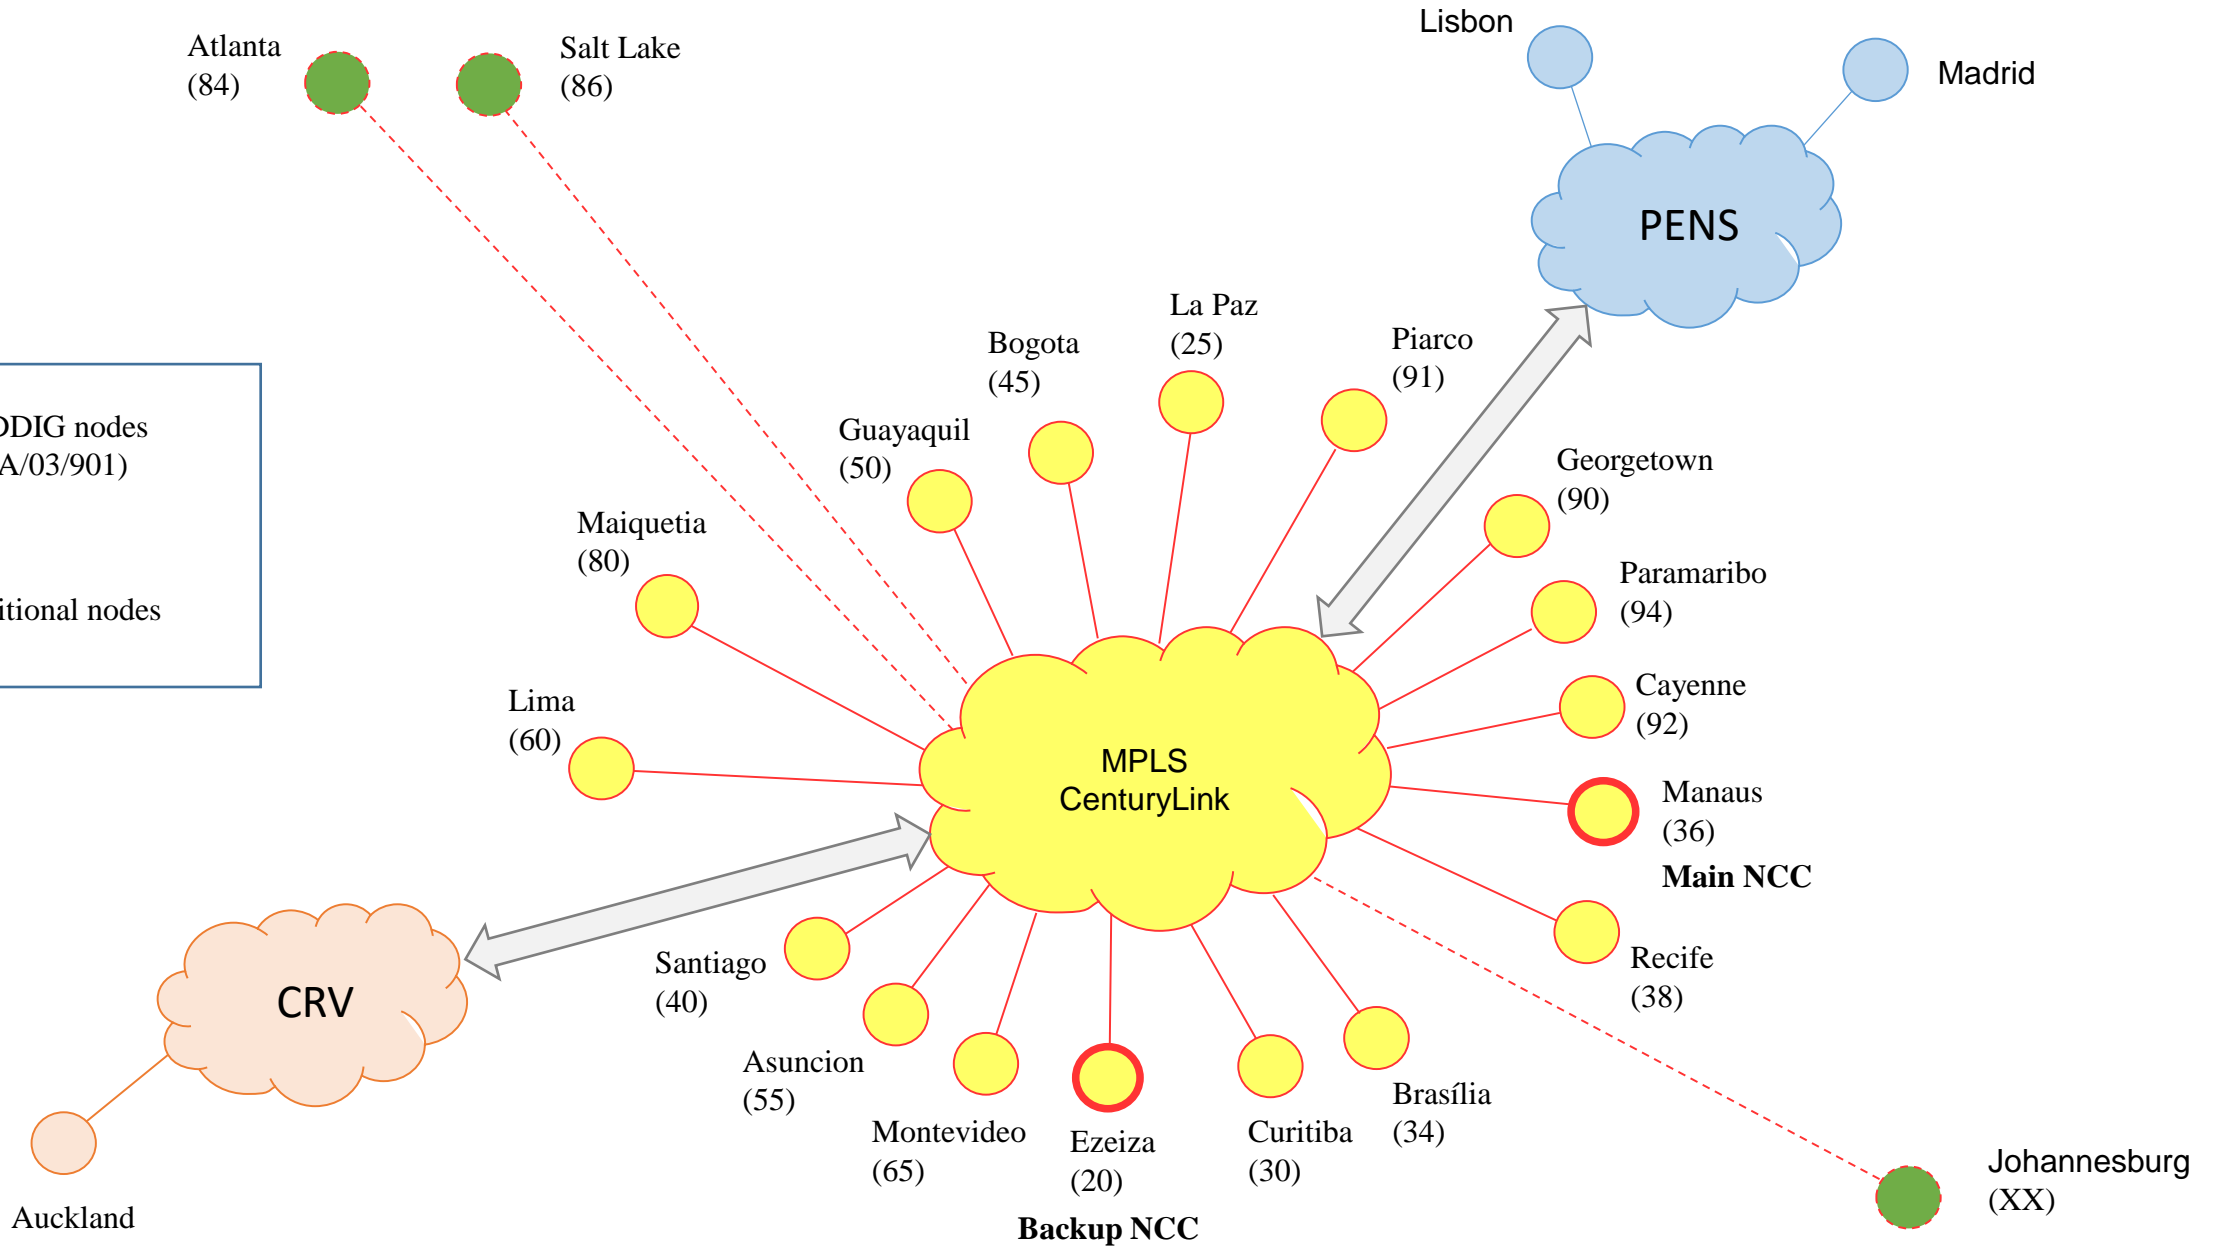 Atlanta
(84)
Salt Lake
(86)
Lisbon
Madrid
PENS
La Paz
(25)
Piarco
(91)
Bogota
(45)
Guayaquil
(50)
Georgetown
(90)
DDIG nodes
A/03/901)
itional nodes
Maiquetia
(80)
Paramaribo
(94)
Lima
(60)
Cayenne
(92)
MPLS
CenturyLink
Manaus
(36)
Main NCC
Recife
(38)
CRV
Santiago
(40)
Asuncion
(55)
Montevideo
(65)
Ezeiza
(20)
Backup NCC
Curitiba
(30)
Brasília
(34)
Johannesburg
(XX)
Auckland